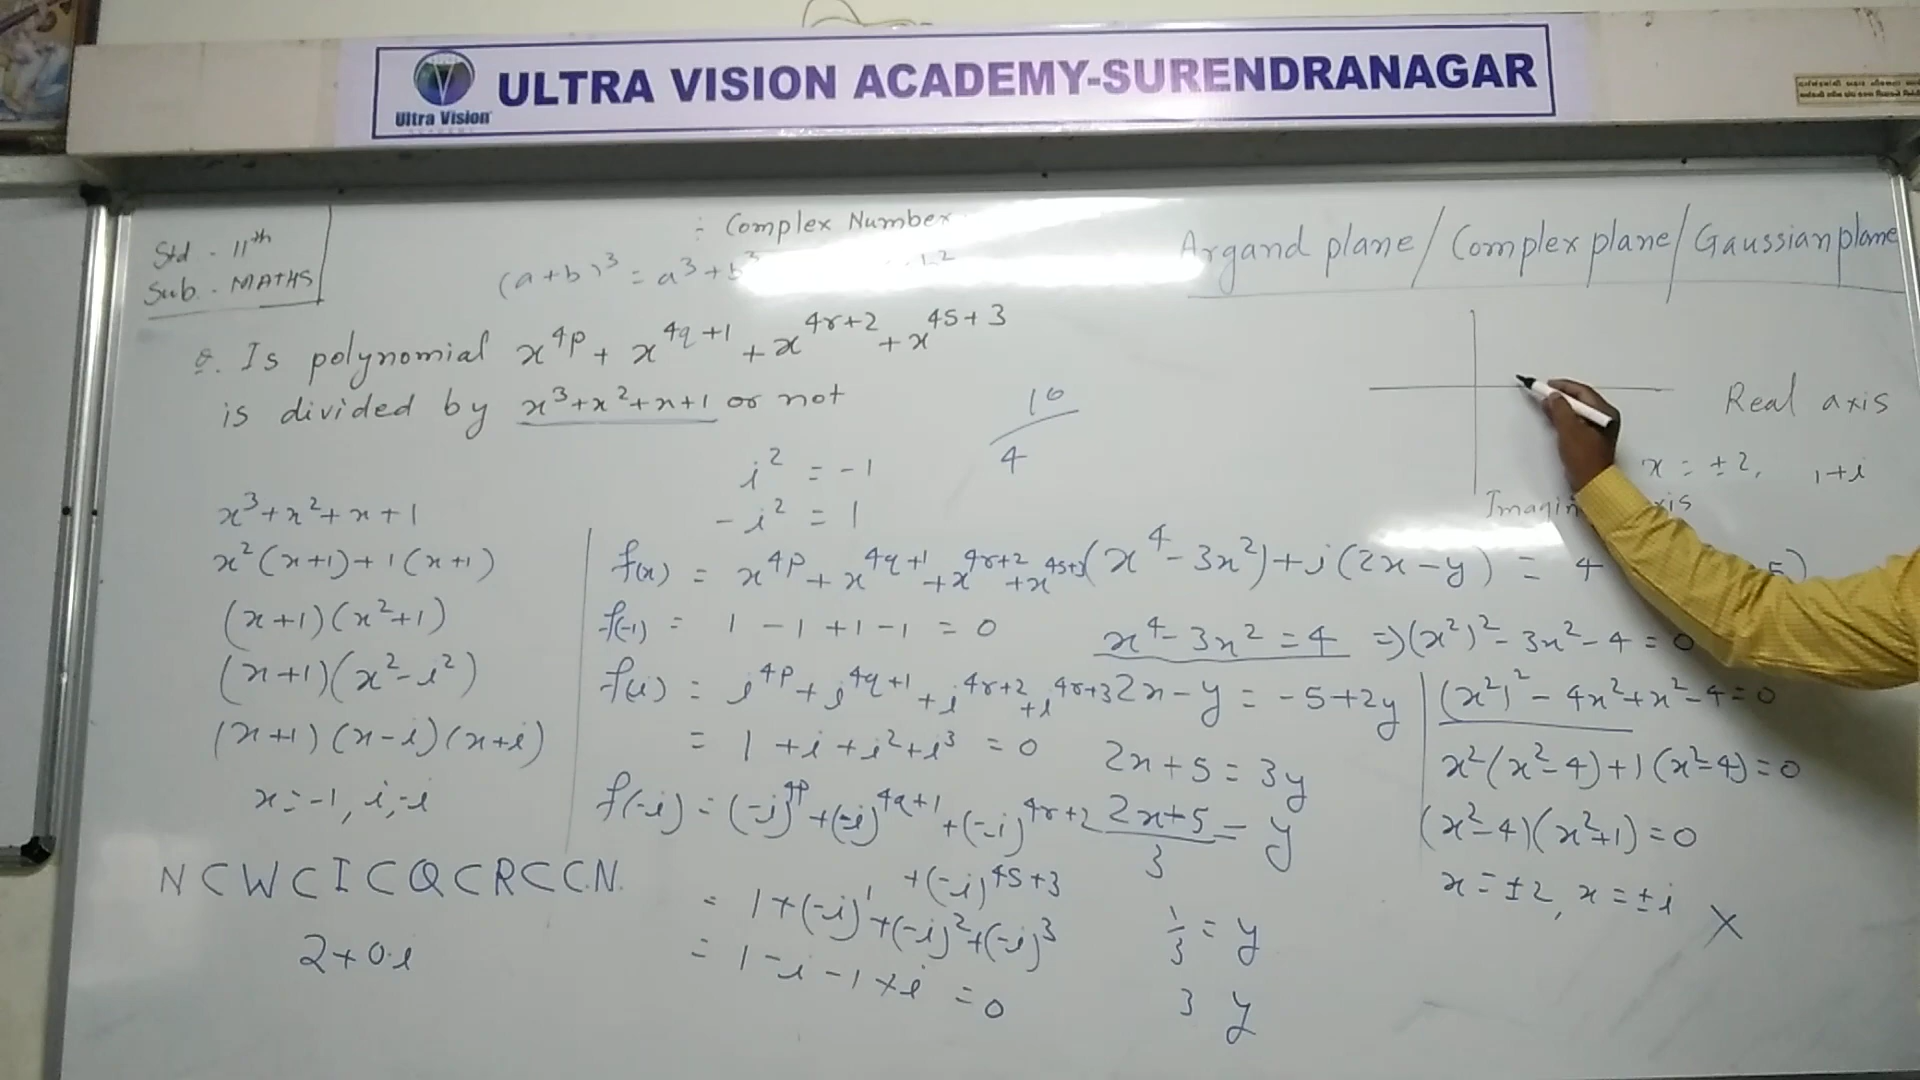 ULTRA VISION ACADEMY-SURENDRANAGAR
Ultra Vision
Std - 11th
Sub. - MATHS
: Complex Number
(a+b)³ = a³+b³
Q. Is polynomial x^4p + x^4q+1 + x^4r+2 + x^4s+3
is divided by x³+x²+x+1 or not
10
4
i² = -1
-i² = 1
x³+x²+x+1
x²(x+1)+1(x+1)
(x+1)(x²+1)
(x+1)(x²-i²)
(x+1)(x-i)(x+i)
x=-1, i,-i
N⊂W⊂I⊂Q⊂R⊂C.N.
2+0i
f(x) = x^4p + x^4q+1 + x^4r+2 + x^4s+3
f(-1) = 1-1+1-1 = 0
f(i) = i^4p + i^4q+1 + i^4r+2 + i^4r+3
= 1+i+i²+i³ = 0
f(-i) = (-i)^4p + (-i)^4q+1 + (-i)^4r+2
+(-i)^4s+3
= 1+(-i)¹+(-i)²+(-i)³
= 1-i-1+i = 0
Argand plane/Complex plane/Gaussian plane
Real axis
x = ±2, 1+i
(x⁴-3x²)+i(2x-y) = 4
x⁴-3x²=4 ⇒(x²)²-3x²-4=0
2x-y = -5+2y
2x+5 = 3y
2x+5/3 = y
1/3 = y
3 y
(x²)²-4x²+x²-4=0
x²(x²-4)+1(x²-4)=0
(x²-4)(x²+1)=0
x=±2, x=±i X